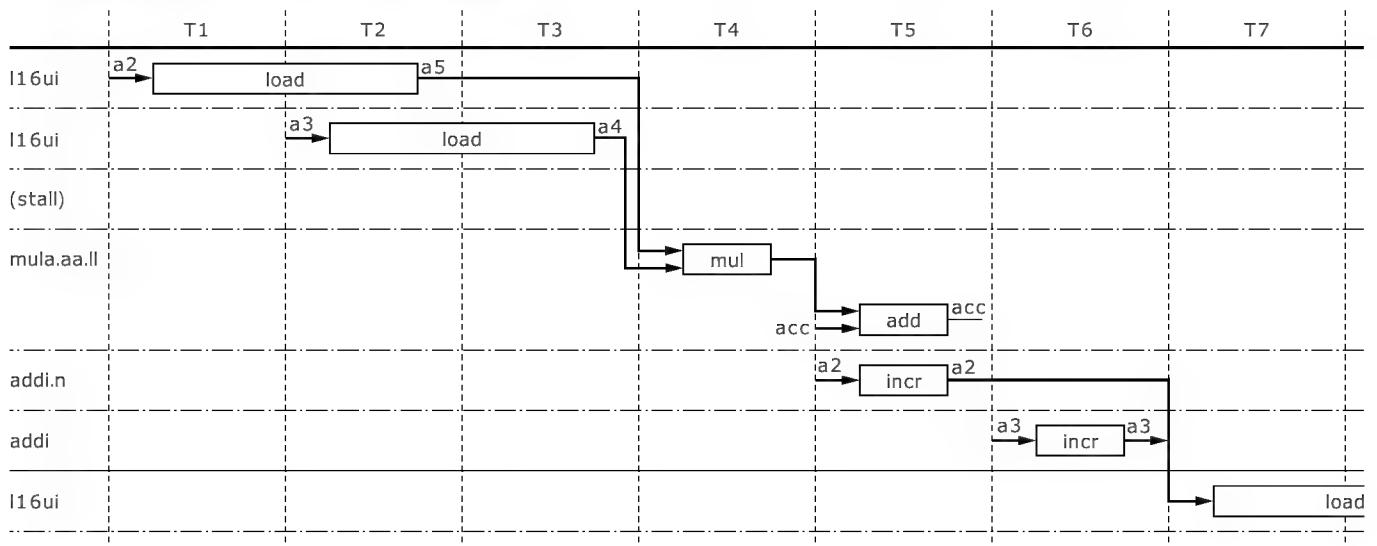 T1 T2 T3 T4 T5 T6 T7
l16ui a2 load a5
l16ui a3 load a4
(stall)
mula.aa.ll mul
acc add acc
addi.n a2 incr a2
addi a3 incr a3
l16ui load